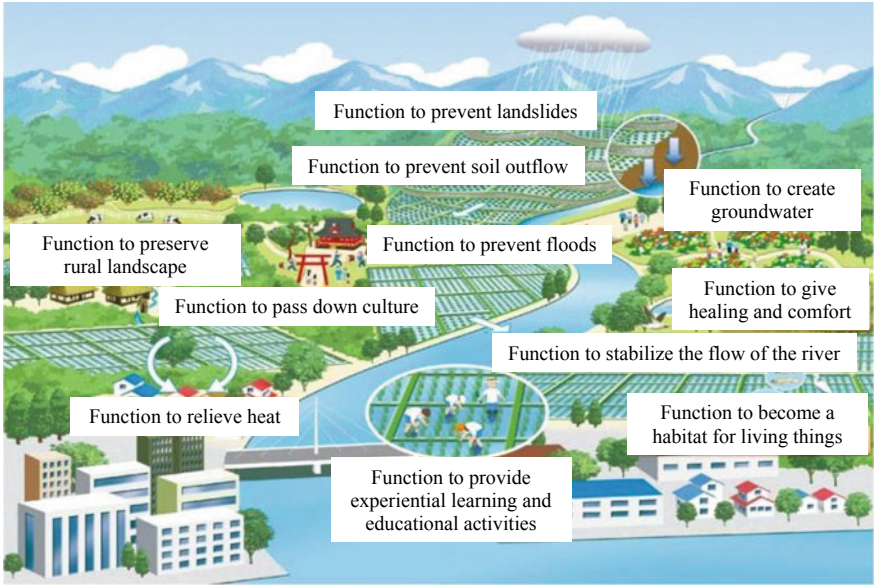 Function to prevent landslides
Function to prevent soil outflow
Function to create
groundwater
Function to preserve
rural landscape
Function to prevent floods
Function to give
healing and comfort
Function to pass down culture
Function to stabilize the flow of the river
Function to relieve heat
Function to become a
habitat for living things
Function to provide
experiential learning and
educational activities